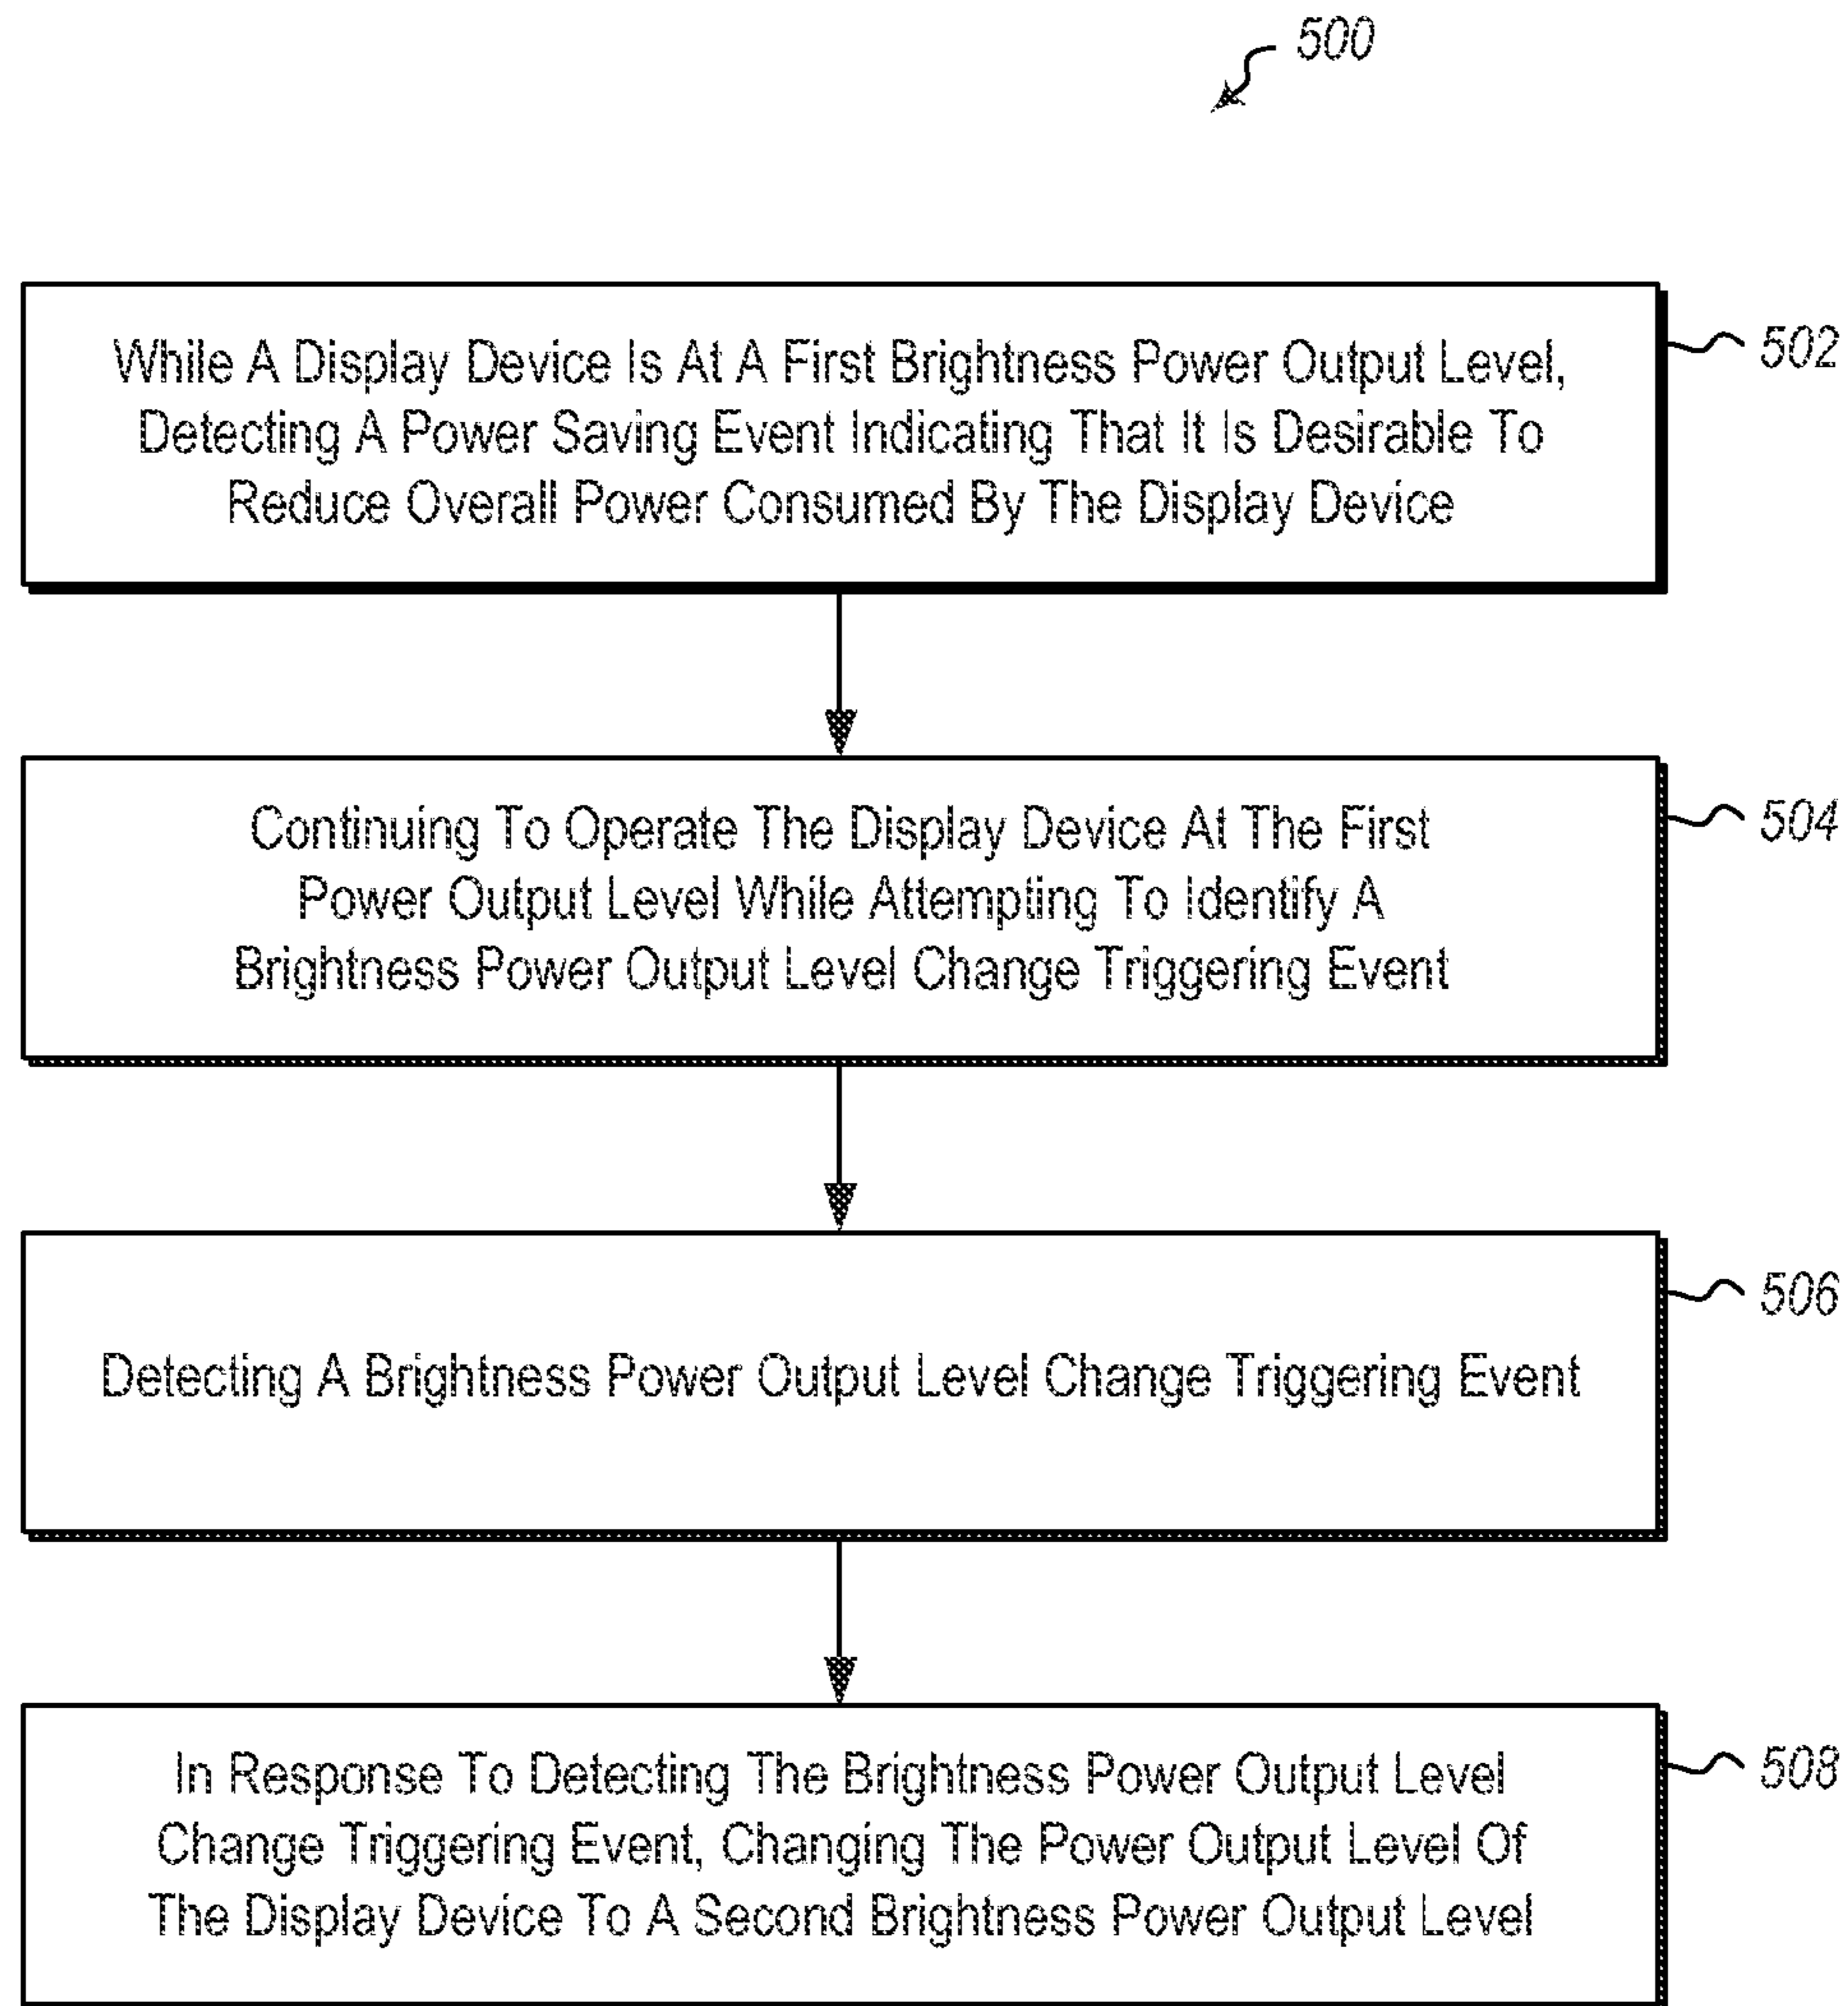 500
While A Display Device Is At A First Brightness Power Output Level,
Detecting A Power Saving Event Indicating That It Is Desirable To
Reduce Overall Power Consumed By The Display Device
502
Continuing To Operate The Display Device At The First
Power Output Level While Attempting To Identify A
Brightness Power Output Level Change Triggering Event
504
Detecting A Brightness Power Output Level Change Triggering Event
506
In Response To Detecting The Brightness Power Output Level
Change Triggering Event, Changing The Power Output Level Of
The Display Device To A Second Brightness Power Output Level
508